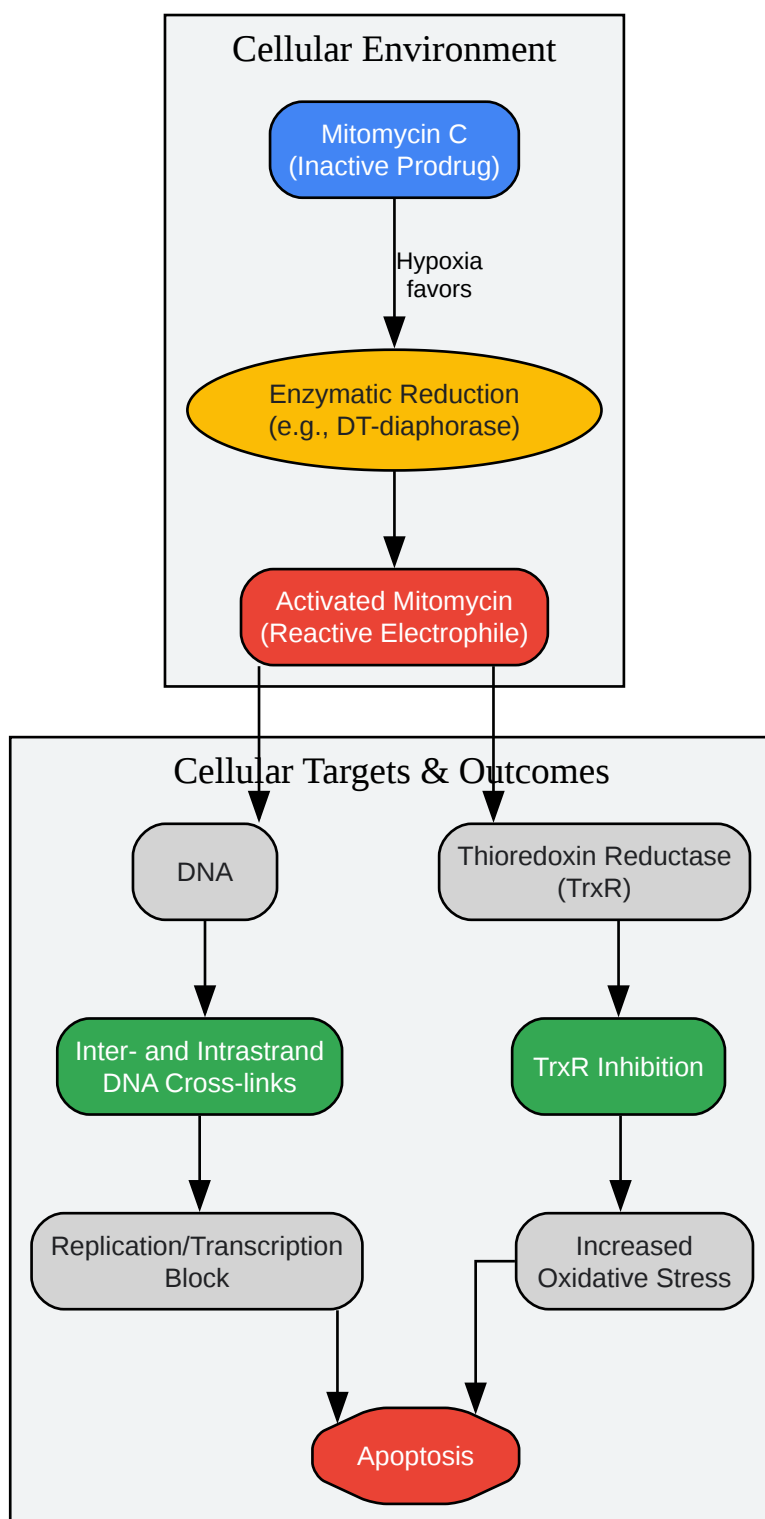 Cellular Environment
Mitomycin C
(Inactive Prodrug)
Hypoxia
favors
Enzymatic Reduction
(e.g., DT-diaphorase)
Activated Mitomycin
(Reactive Electrophile)
Cellular Targets & Outcomes
DNA
Thioredoxin Reductase
(TrxR)
Inter- and Intrastrand
DNA Cross-links
TrxR Inhibition
Replication/Transcription
Block
Increased
Oxidative Stress
Apoptosis